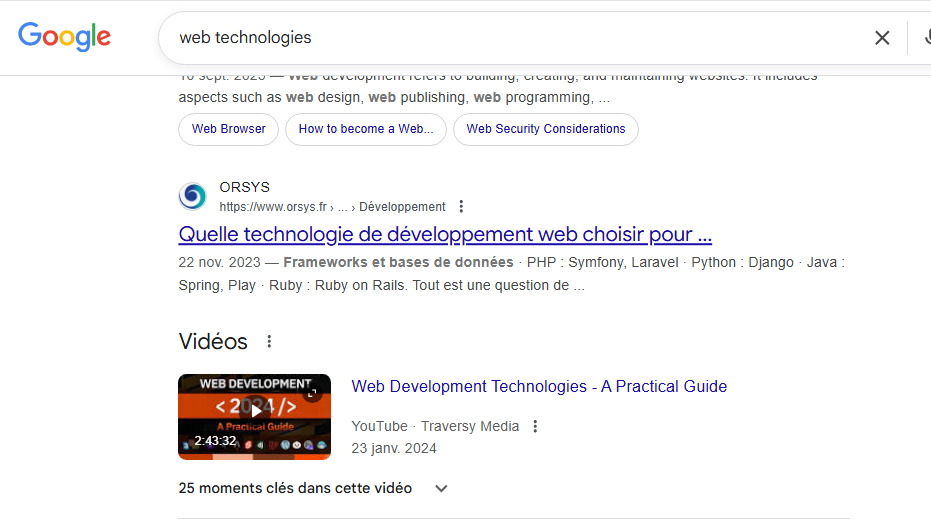 Google
web technologies
10 sept. 2025 — Web development refers to building, creating, and maintaining websites. It includes
aspects such as web design, web publishing, web programming, ...
Web Browser
How to become a Web...
Web Security Considerations
ORSYS
https://www.orsys.fr › ... › Développement
Quelle technologie de développement web choisir pour ...
22 nov. 2023 — Frameworks et bases de données · PHP : Symfony, Laravel · Python : Django · Java :
Spring, Play · Ruby : Ruby on Rails. Tout est une question de ...
Vidéos
WEB DEVELOPMENT
< 2024 />
A Practical Guide
2:43:32
Web Development Technologies - A Practical Guide
YouTube · Traversy Media
23 janv. 2024
25 moments clés dans cette vidéo